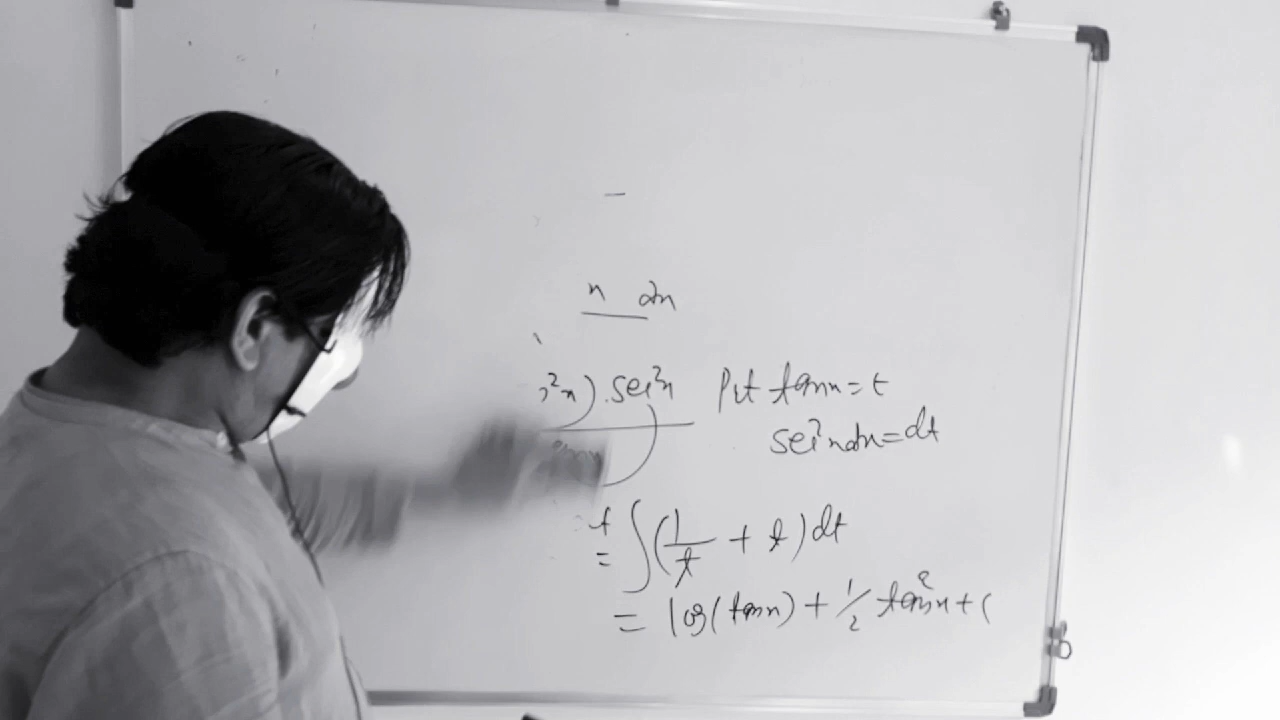 x dx
²x) . sec²x Put tanx = t
sec²x dx = dt
t
= ∫(1/t + t) dt
= log(tanx) + 1/2 tan²x + C